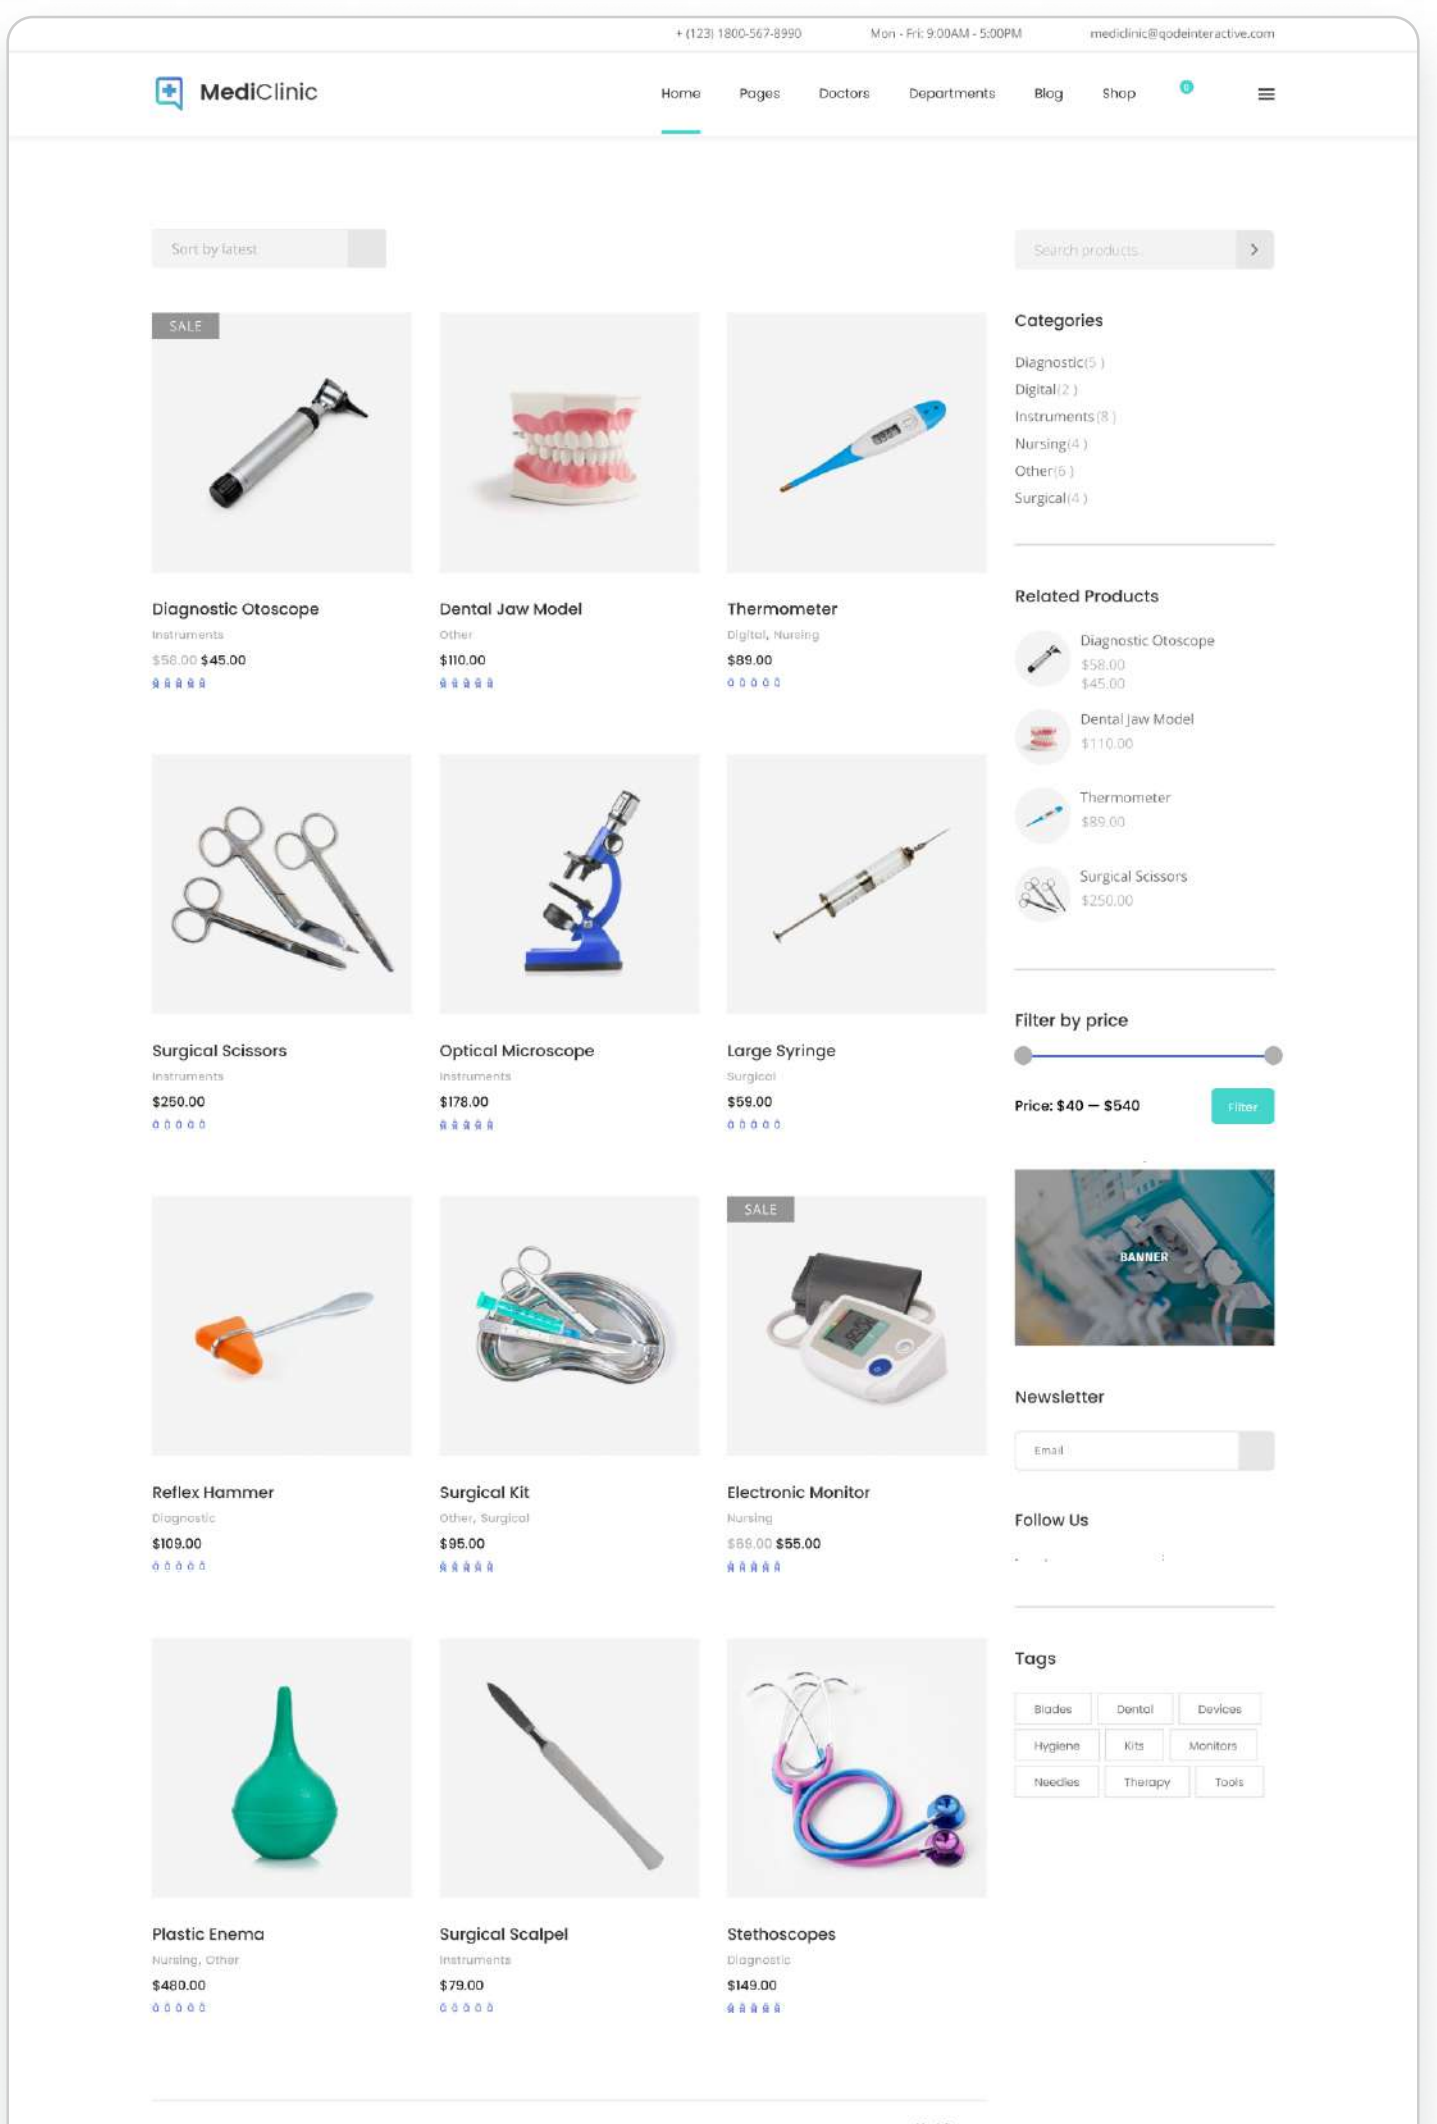 + (123) 1800-567-8990 Mon - Fri: 9:00AM - 5:00PM mediclinic@qodeinteractive.com
MediClinic
Home Pages Doctors Departments Blog Shop 0
Sort by latest
Search products
SALE
Diagnostic Otoscope
Instruments
$58.00 $45.00
Dental Jaw Model
Other
$110.00
Thermometer
Digital, Nursing
$89.00
Surgical Scissors
Instruments
$250.00
Optical Microscope
Instruments
$178.00
Large Syringe
Surgical
$59.00
Reflex Hammer
Diagnostic
$109.00
Surgical Kit
Other, Surgical
$95.00
SALE
Electronic Monitor
Nursing
$55.00
Plastic Enema
Nursing, Other
$480.00
Surgical Scalpel
Instruments
$79.00
Stethoscopes
Diagnostic
$149.00
Categories
Diagnostic(5 )
Digital(2 )
Instruments(8 )
Nursing(4 )
Other(6 )
Surgical(4 )
Related Products
Diagnostic Otoscope
$58.00
$45.00
Dental Jaw Model
$110.00
Thermometer
$89.00
Surgical Scissors
$250.00
Filter by price
Price: $40 — $540
Filter
BANNER
Newsletter
Email
Follow Us
Tags
Blades Dental Devices
Hygiene Kits Monitors
Needles Therapy Tools